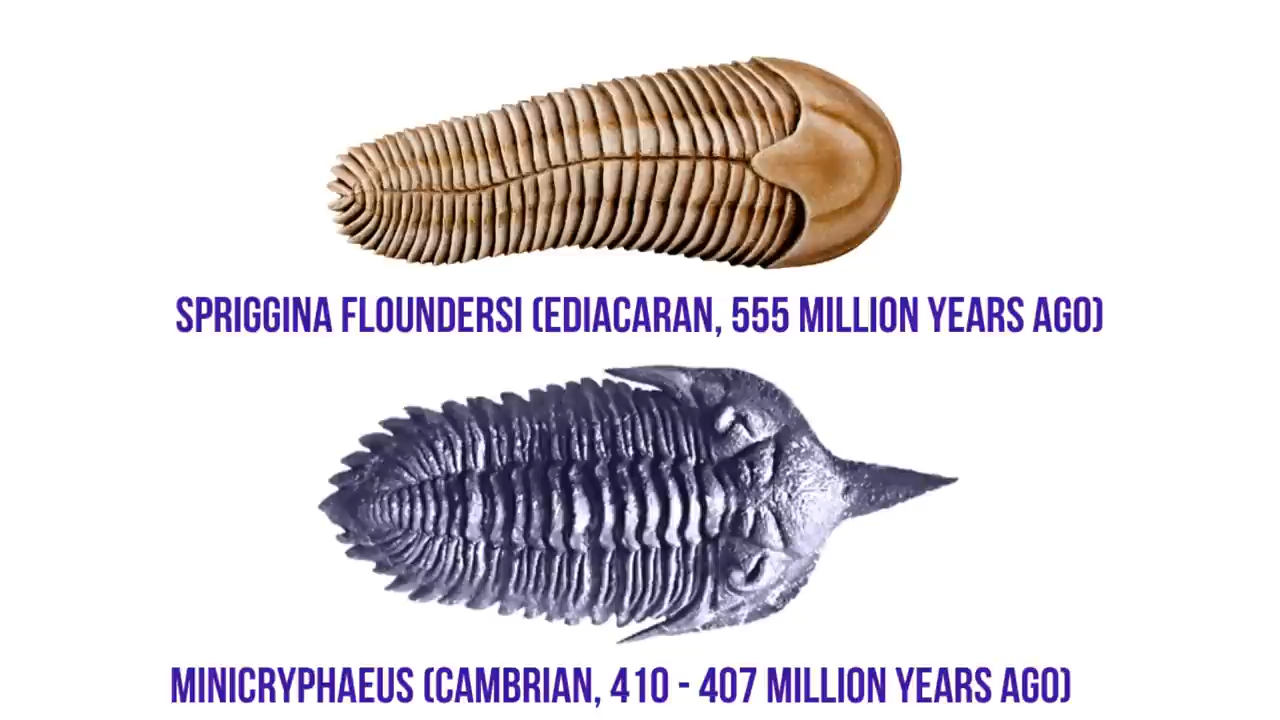 SPRIGGINA FLOUNDERSI (EDIACARAN, 555 MILLION YEARS AGO)
MINICRYPHAEUS (CAMBRIAN, 410 - 407 MILLION YEARS AGO)